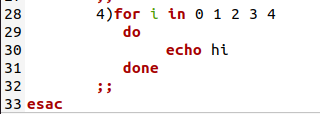 ;;
28 4)for i in 0 1 2 3 4
29 do
30 echo hi
31 done
32 ;;
33 esac